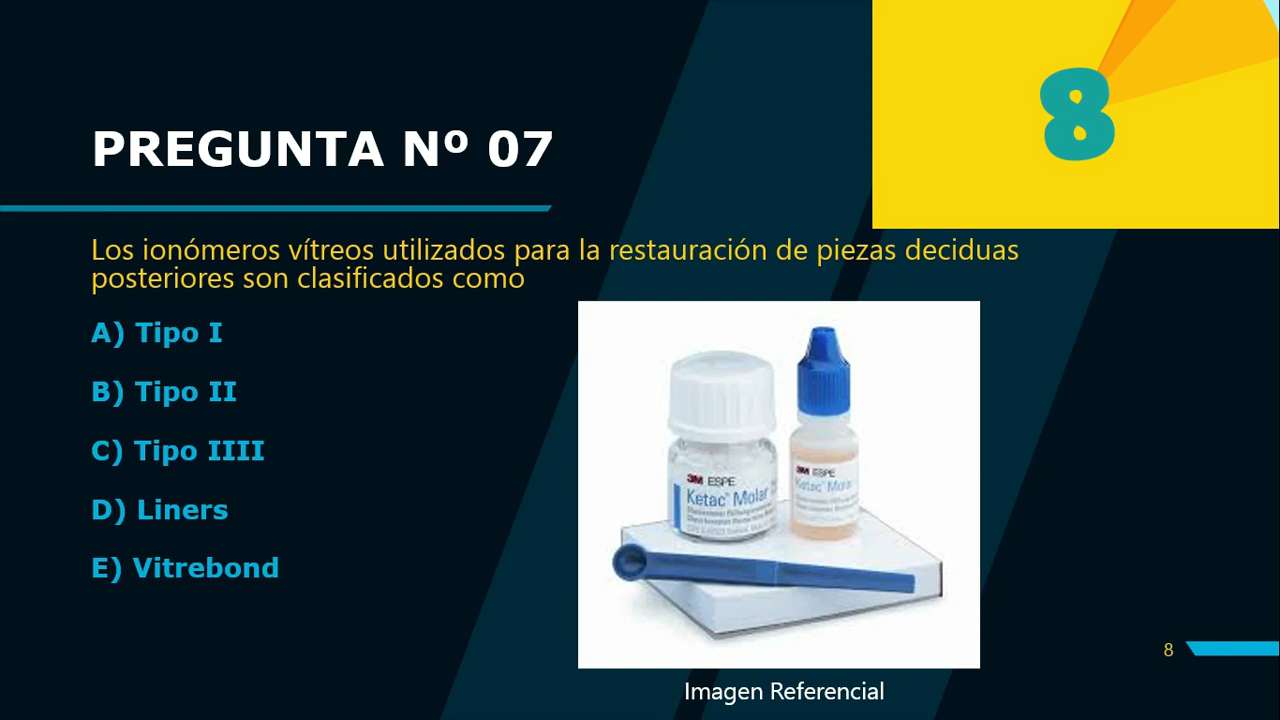 8
PREGUNTA Nº 07
Los ionómeros vítreos utilizados para la restauración de piezas deciduas
posteriores son clasificados como
A) Tipo I
B) Tipo II
C) Tipo IIII
D) Liners
E) Vitrebond
3M ESPE
Ketac Molar
3M ESPE
Ketac Molar
8
Imagen Referencial